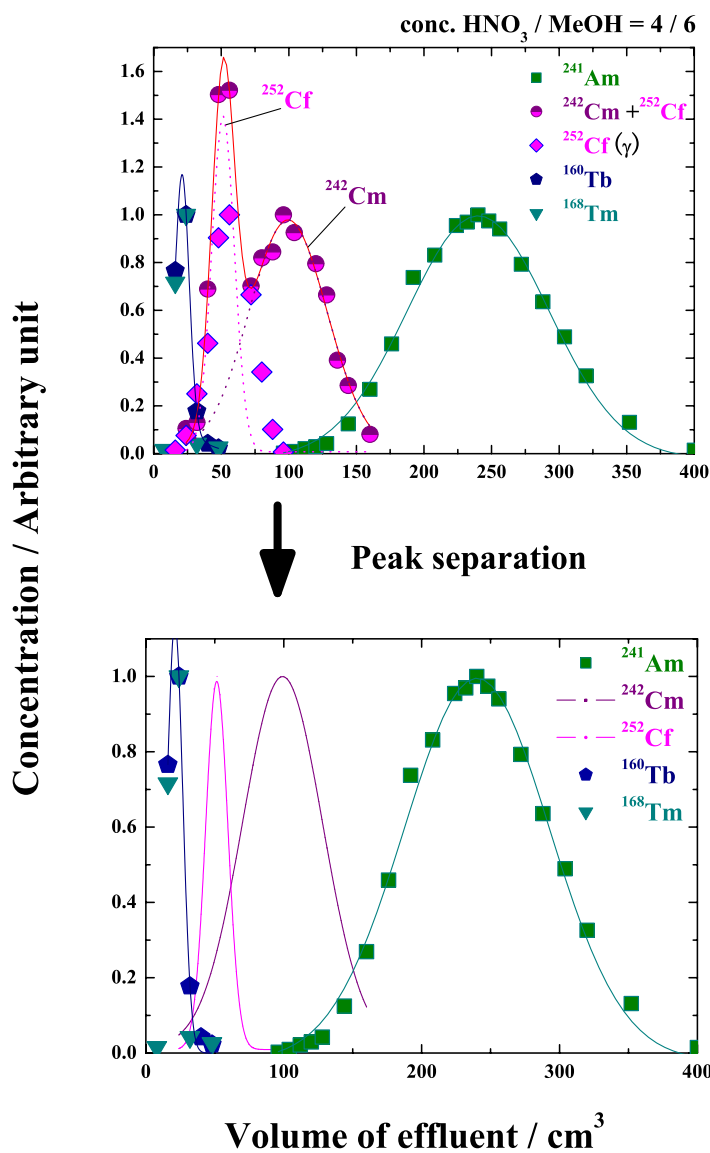 conc. HNO₃ / MeOH = 4 / 6
1.6
1.4
1.2
1.0
0.8
0.6
0.4
0.2
0.0
²⁵²Cf
²⁴²Cm
²⁴¹Am
²⁴²Cm + ²⁵²Cf
²⁵²Cf (γ)
¹⁶⁰Tb
¹⁶⁸Tm
0 50 100 150 200 250 300 350 400
Concentration / Arbitrary unit
Peak separation
1.0
0.8
0.6
0.4
0.2
0.0
²⁴¹Am
²⁴²Cm
²⁵²Cf
¹⁶⁰Tb
¹⁶⁸Tm
0 100 200 300 400
Volume of effluent / cm³